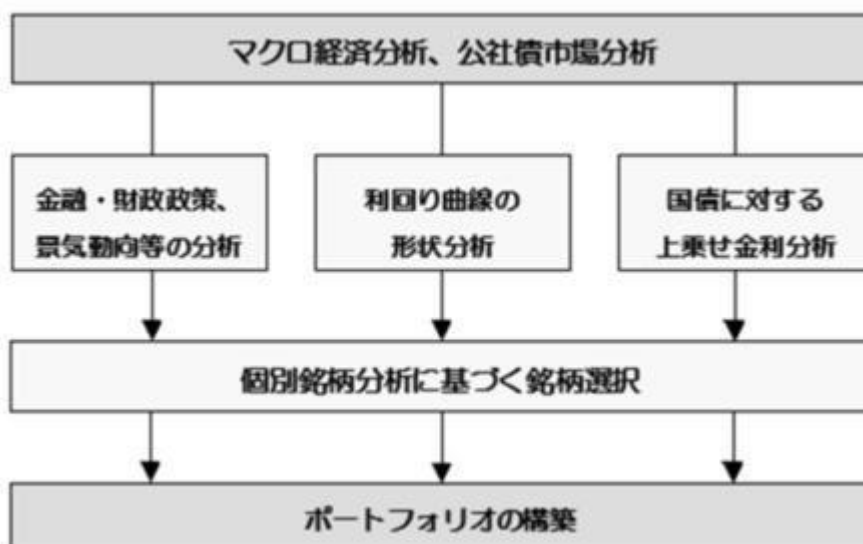 マクロ経済分析、公社債市場分析
金融・財政政策、
景気動向等の分析
利回り曲線の
形状分析
国債に対する
上乗せ金利分析
個別銘柄分析に基づく銘柄選択
ポートフォリオの構築